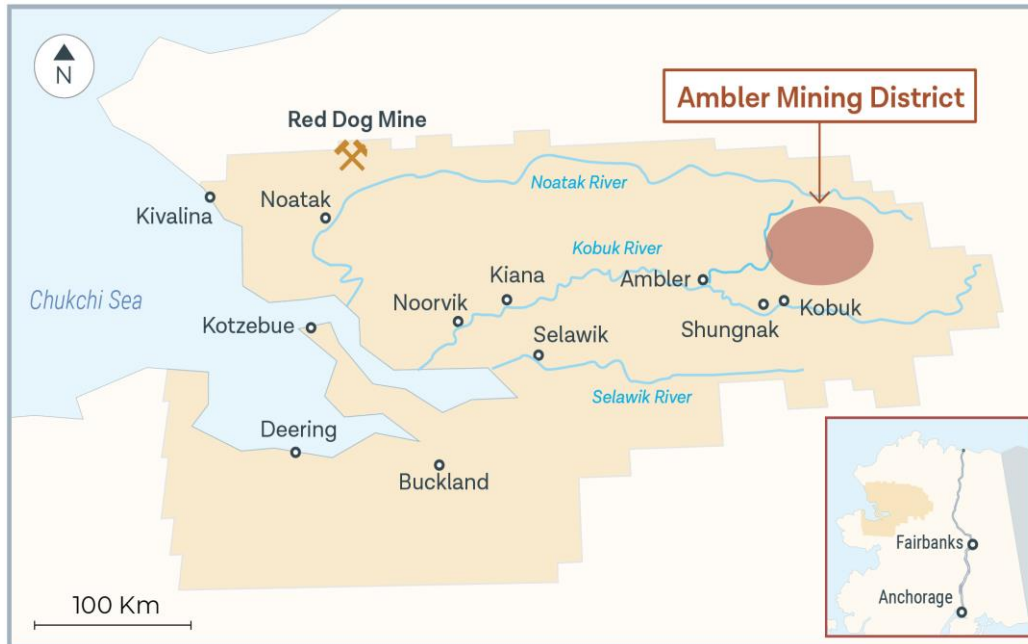 N
Red Dog Mine
Ambler Mining District
Noatak River
Kivalina
Noatak
Kobuk River
Ambler
Kiana
Chukchi Sea
Noorvik
Kobuk
Shungnak
Kotzebue
Selawik
Selawik River
Deering
Buckland
Fairbanks
Anchorage
100 Km